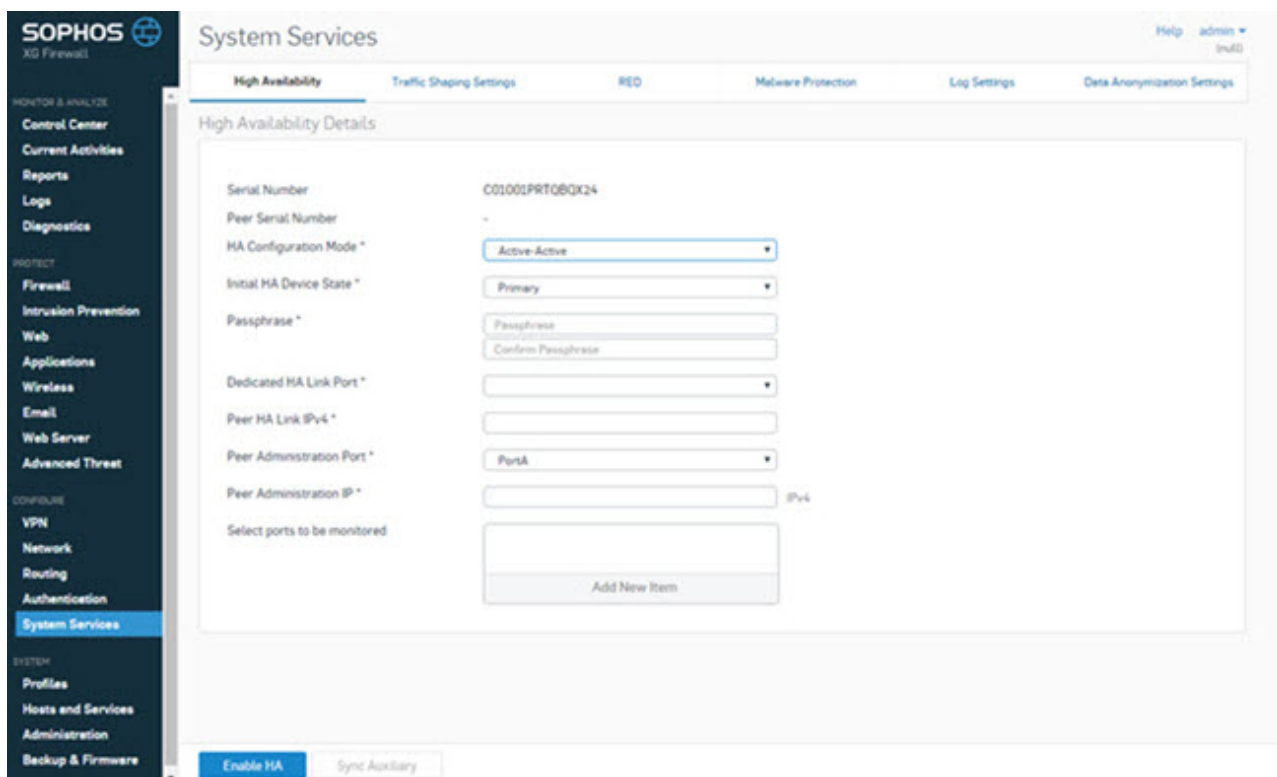 SOPHOS
XG Firewall
System Services
Help admin
(null)
High Availability Traffic Shaping Settings RED Malware Protection Log Settings Data Anonymization Settings
High Availability Details
MONITOR & ANALYZE
Control Center
Current Activities
Reports
Logs
Diagnostics
PROTECT
Firewall
Intrusion Prevention
Web
Applications
Wireless
Email
Web Server
Advanced Threat
CONFIGURE
VPN
Network
Routing
Authentication
System Services
SYSTEM
Profiles
Hosts and Services
Administration
Backup & Firmware
Serial Number C01001PRTQBQX24
Peer Serial Number -
HA Configuration Mode * Active-Active
Initial HA Device State * Primary
Passphrase * Passphrase
Confirm Passphrase
Dedicated HA Link Port *
Peer HA Link IPv4 *
Peer Administration Port * PortA
Peer Administration IP * IPv4
Select ports to be monitored
Add New Item
Enable HA Sync Auxiliary